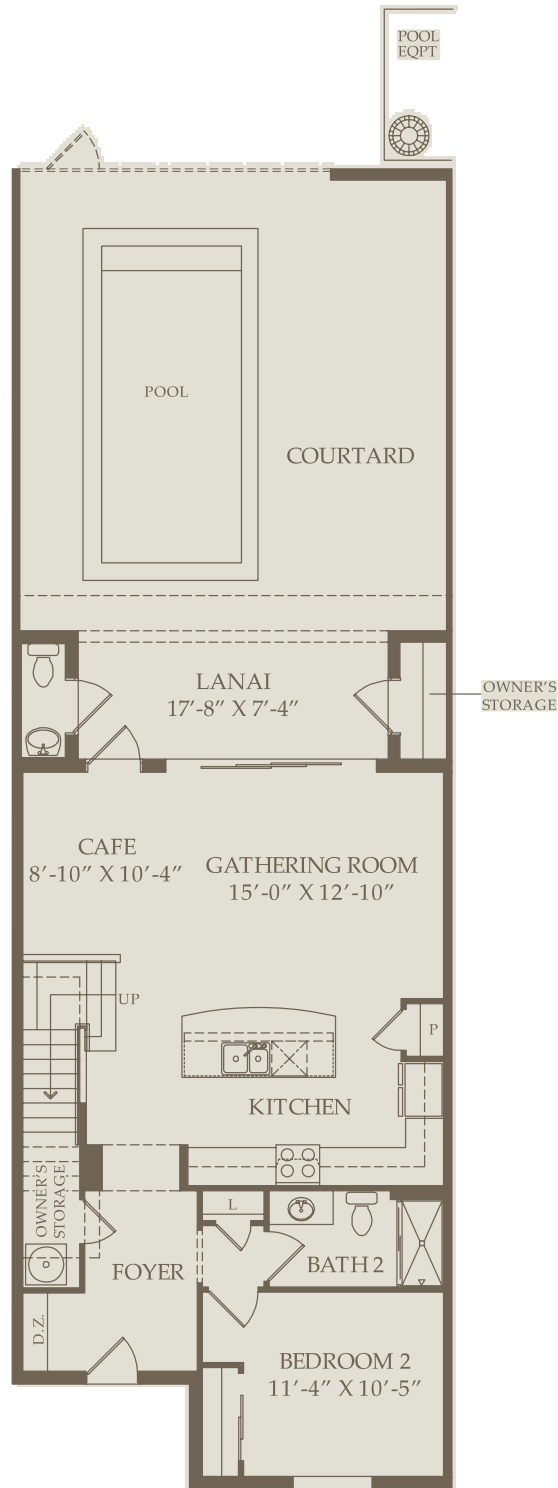 POOL
EQPT
POOL
COURTARD
LANAI
17'-8" X 7'-4"
OWNER'S
STORAGE
CAFE
8'-10" X 10'-4"
GATHERING ROOM
15'-0" X 12'-10"
UP
P
KITCHEN
OWNER'S
STORAGE
L
FOYER
BATH 2
D.Z.
BEDROOM 2
11'-4" X 10'-5"